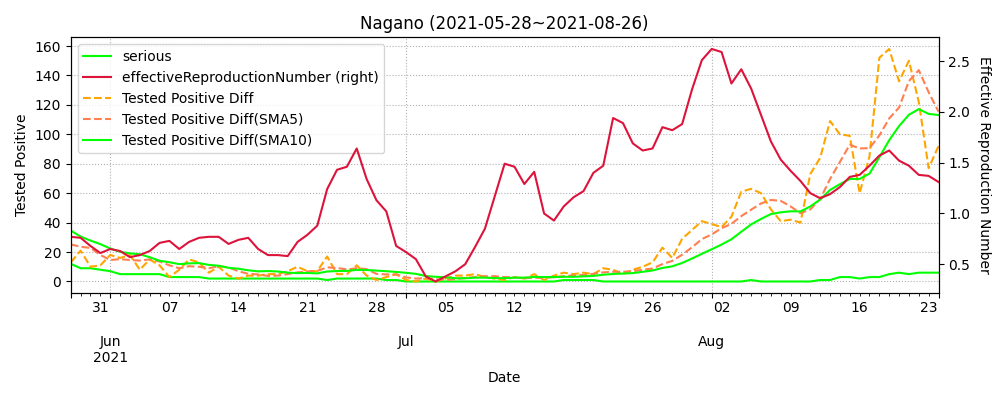 Nagano (2021-05-28~2021-08-26)
serious
effectiveReproductionNumber (right)
Tested Positive Diff
Tested Positive Diff(SMA5)
Tested Positive Diff(SMA10)
Tested Positive
160
140
120
100
80
60
40
20
0
2.5
2.0
1.5
1.0
0.5
Effective Reproduction Number
31 07 14 21 28 05 12 19 26 02 09 16 23
Jun Jul Aug
2021
Date